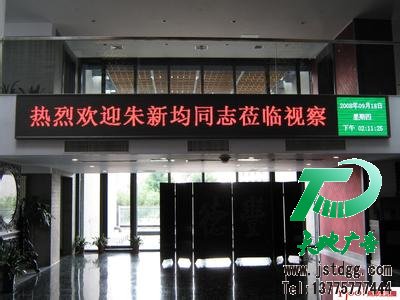 热烈欢迎朱新均同志莅临视察
2008年09月18日
星期四
下午 02:11:25
天域广告
www.jstdgg.com
Tel:13775777444